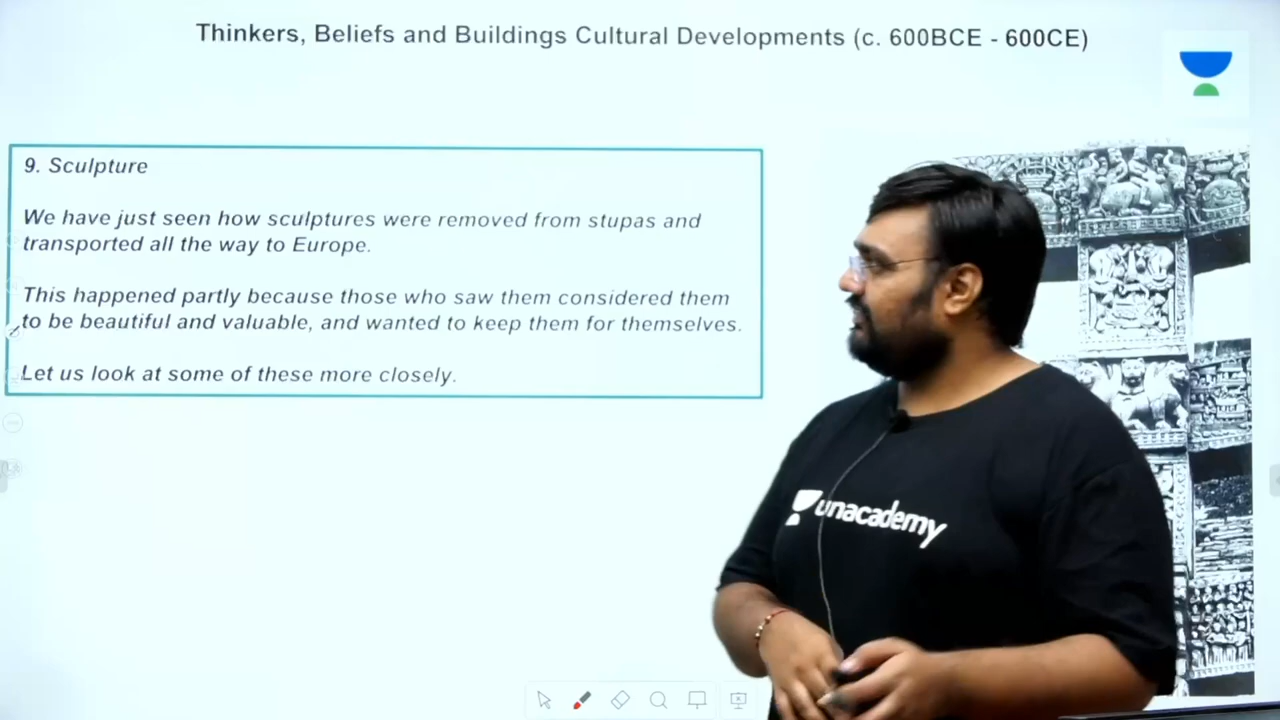 Thinkers, Beliefs and Buildings Cultural Developments (c. 600BCE - 600CE)
9. Sculpture
We have just seen how sculptures were removed from stupas and
transported all the way to Europe.
This happened partly because those who saw them considered them
to be beautiful and valuable, and wanted to keep them for themselves.
Let us look at some of these more closely.
unacademy